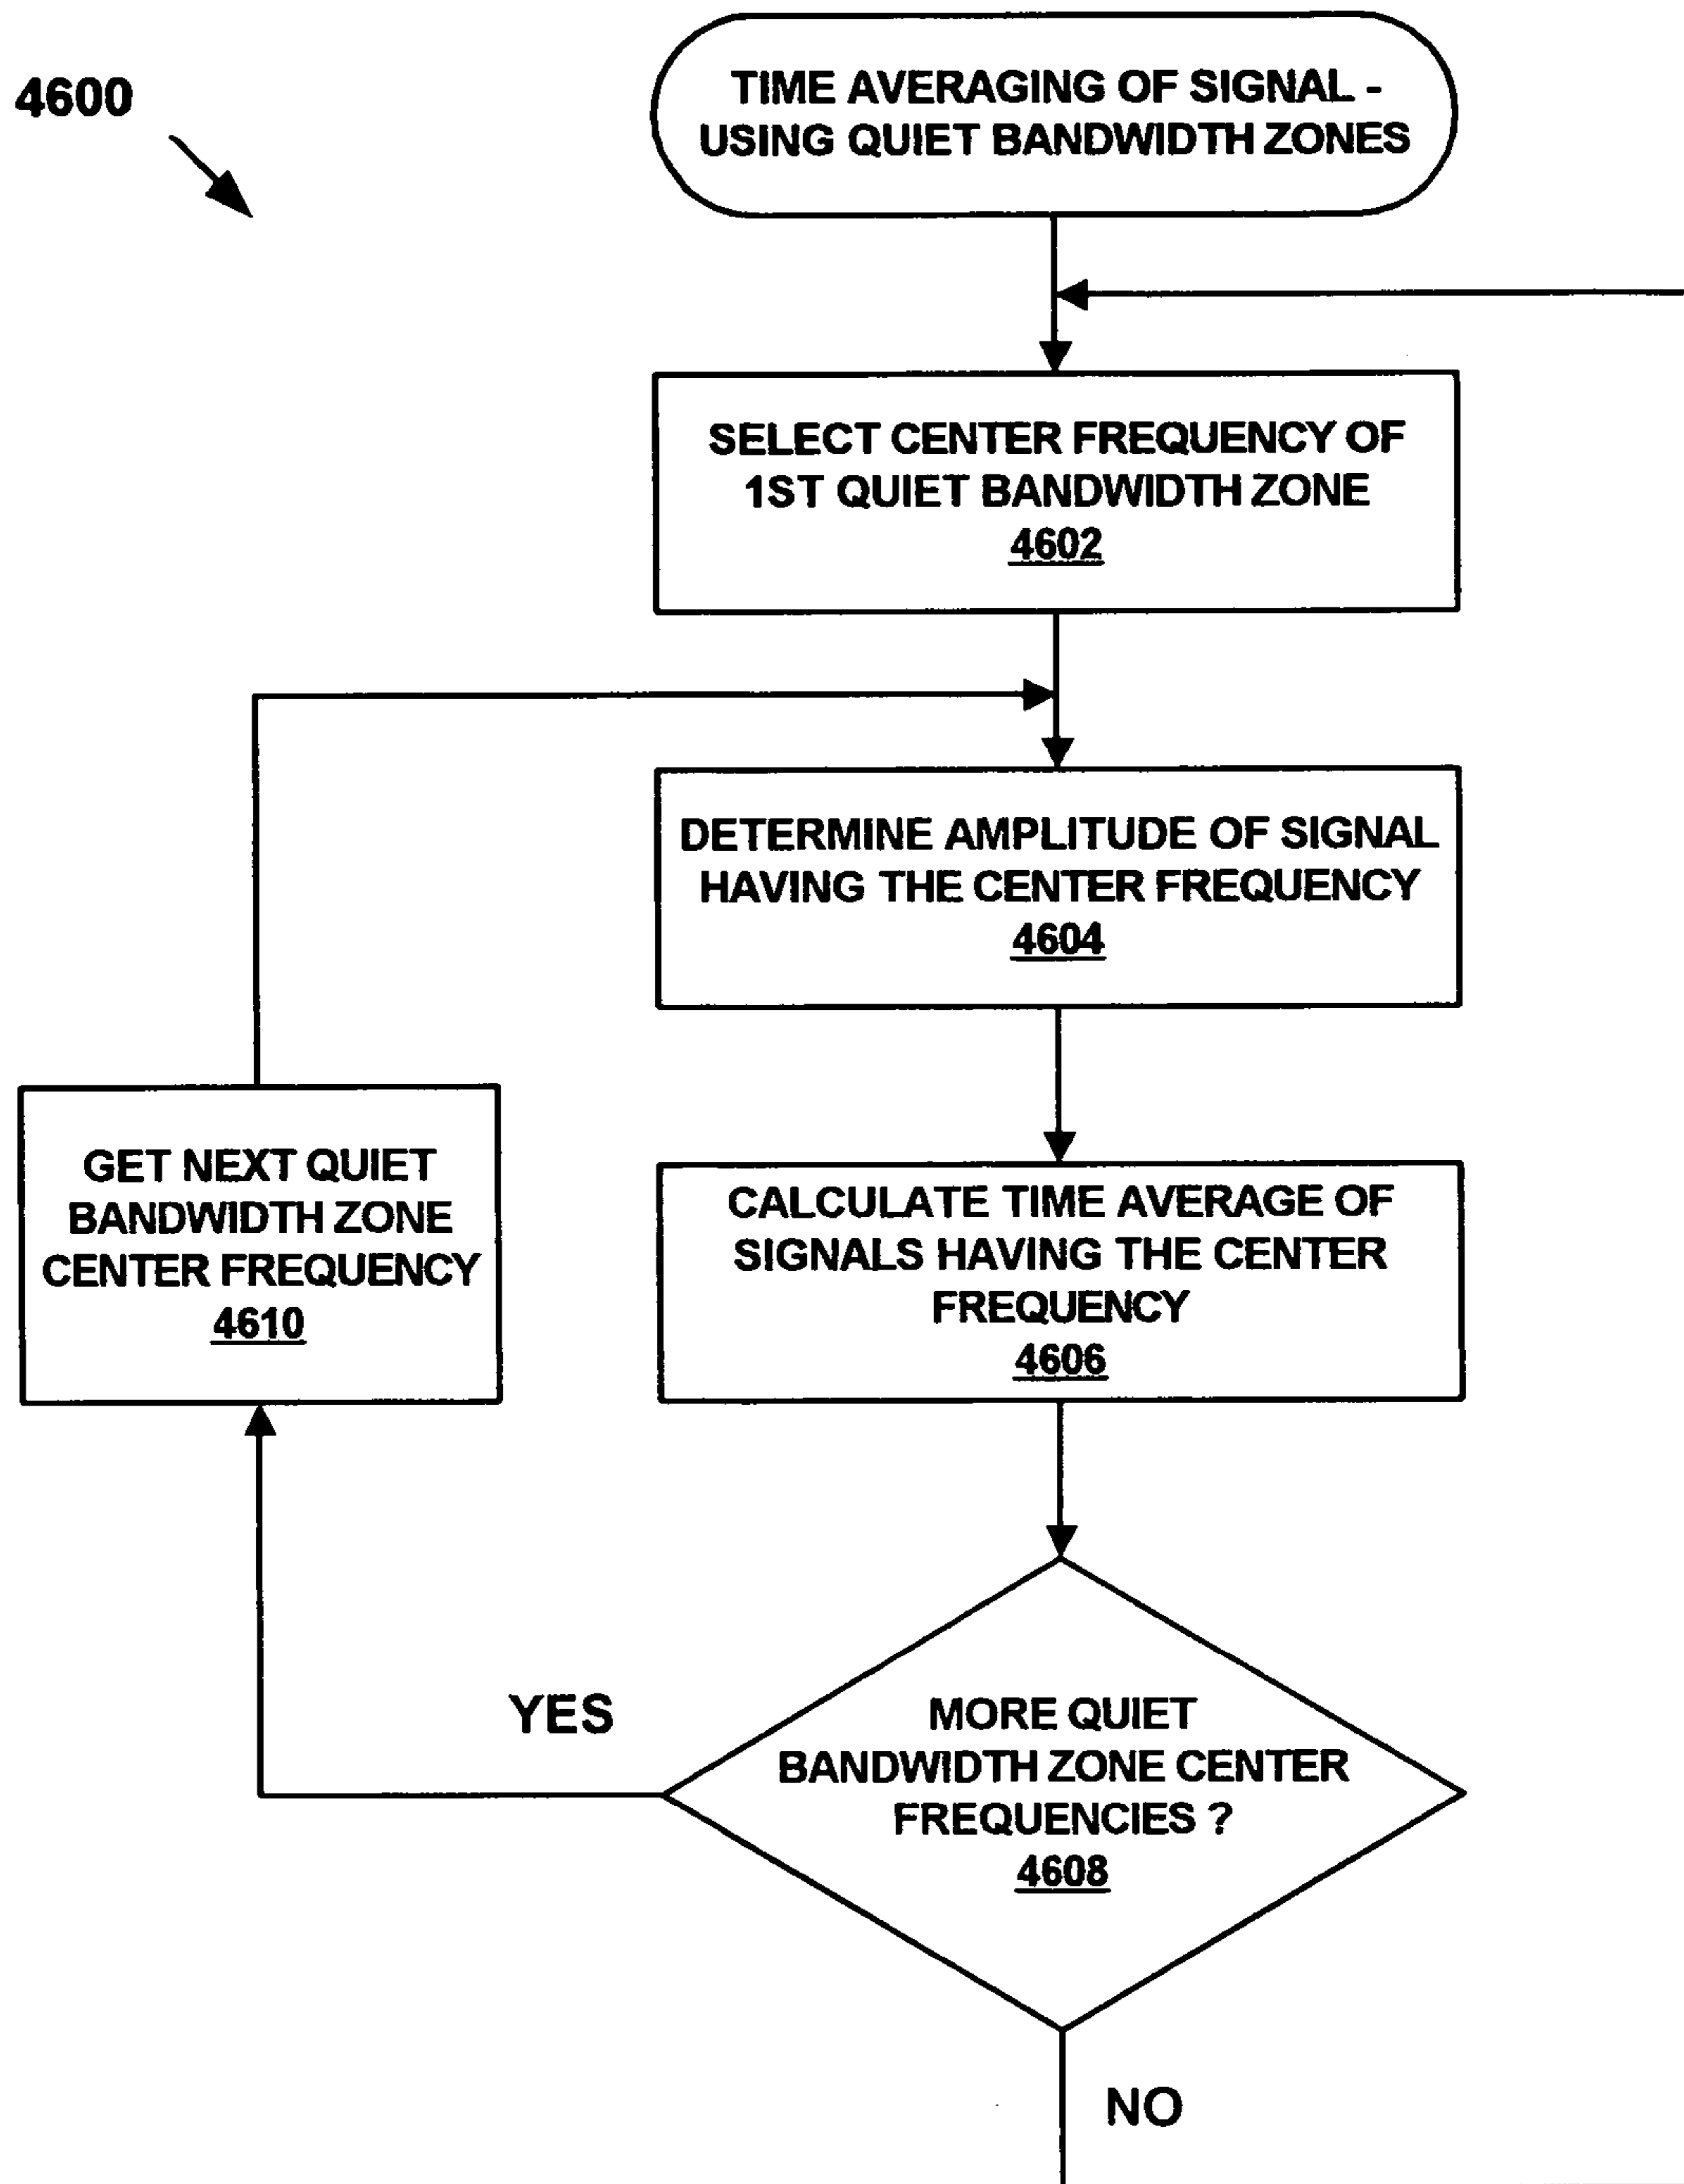 4600
TIME AVERAGING OF SIGNAL -
USING QUIET BANDWIDTH ZONES
SELECT CENTER FREQUENCY OF
1ST QUIET BANDWIDTH ZONE
4602
DETERMINE AMPLITUDE OF SIGNAL
HAVING THE CENTER FREQUENCY
4604
GET NEXT QUIET
BANDWIDTH ZONE
CENTER FREQUENCY
4610
CALCULATE TIME AVERAGE OF
SIGNALS HAVING THE CENTER
FREQUENCY
4606
YES
MORE QUIET
BANDWIDTH ZONE CENTER
FREQUENCIES ?
4608
NO